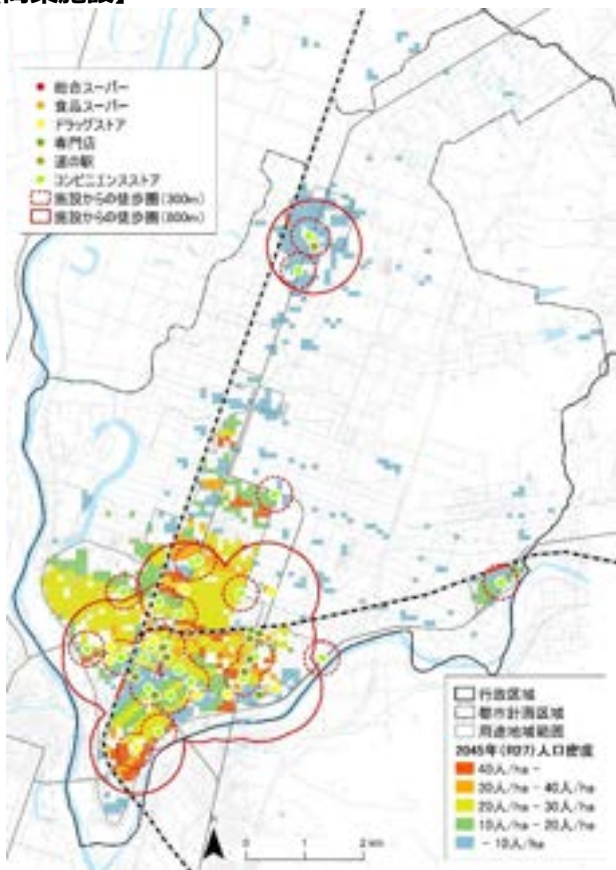 商業施設】
総合スーパー
食品スーパー
ドラッグストア
専門店
道の駅
コンビニエンスストア
施設からの徒歩圏(300m)
施設からの徒歩圏(800m)
行政区域
都市計画区域
用途地域範囲
2045年(R27)人口密度
40人/ha -
30人/ha - 40人/ha
20人/ha - 30人/ha
10人/ha - 20人/ha
- 10人/ha
0 1 2 km